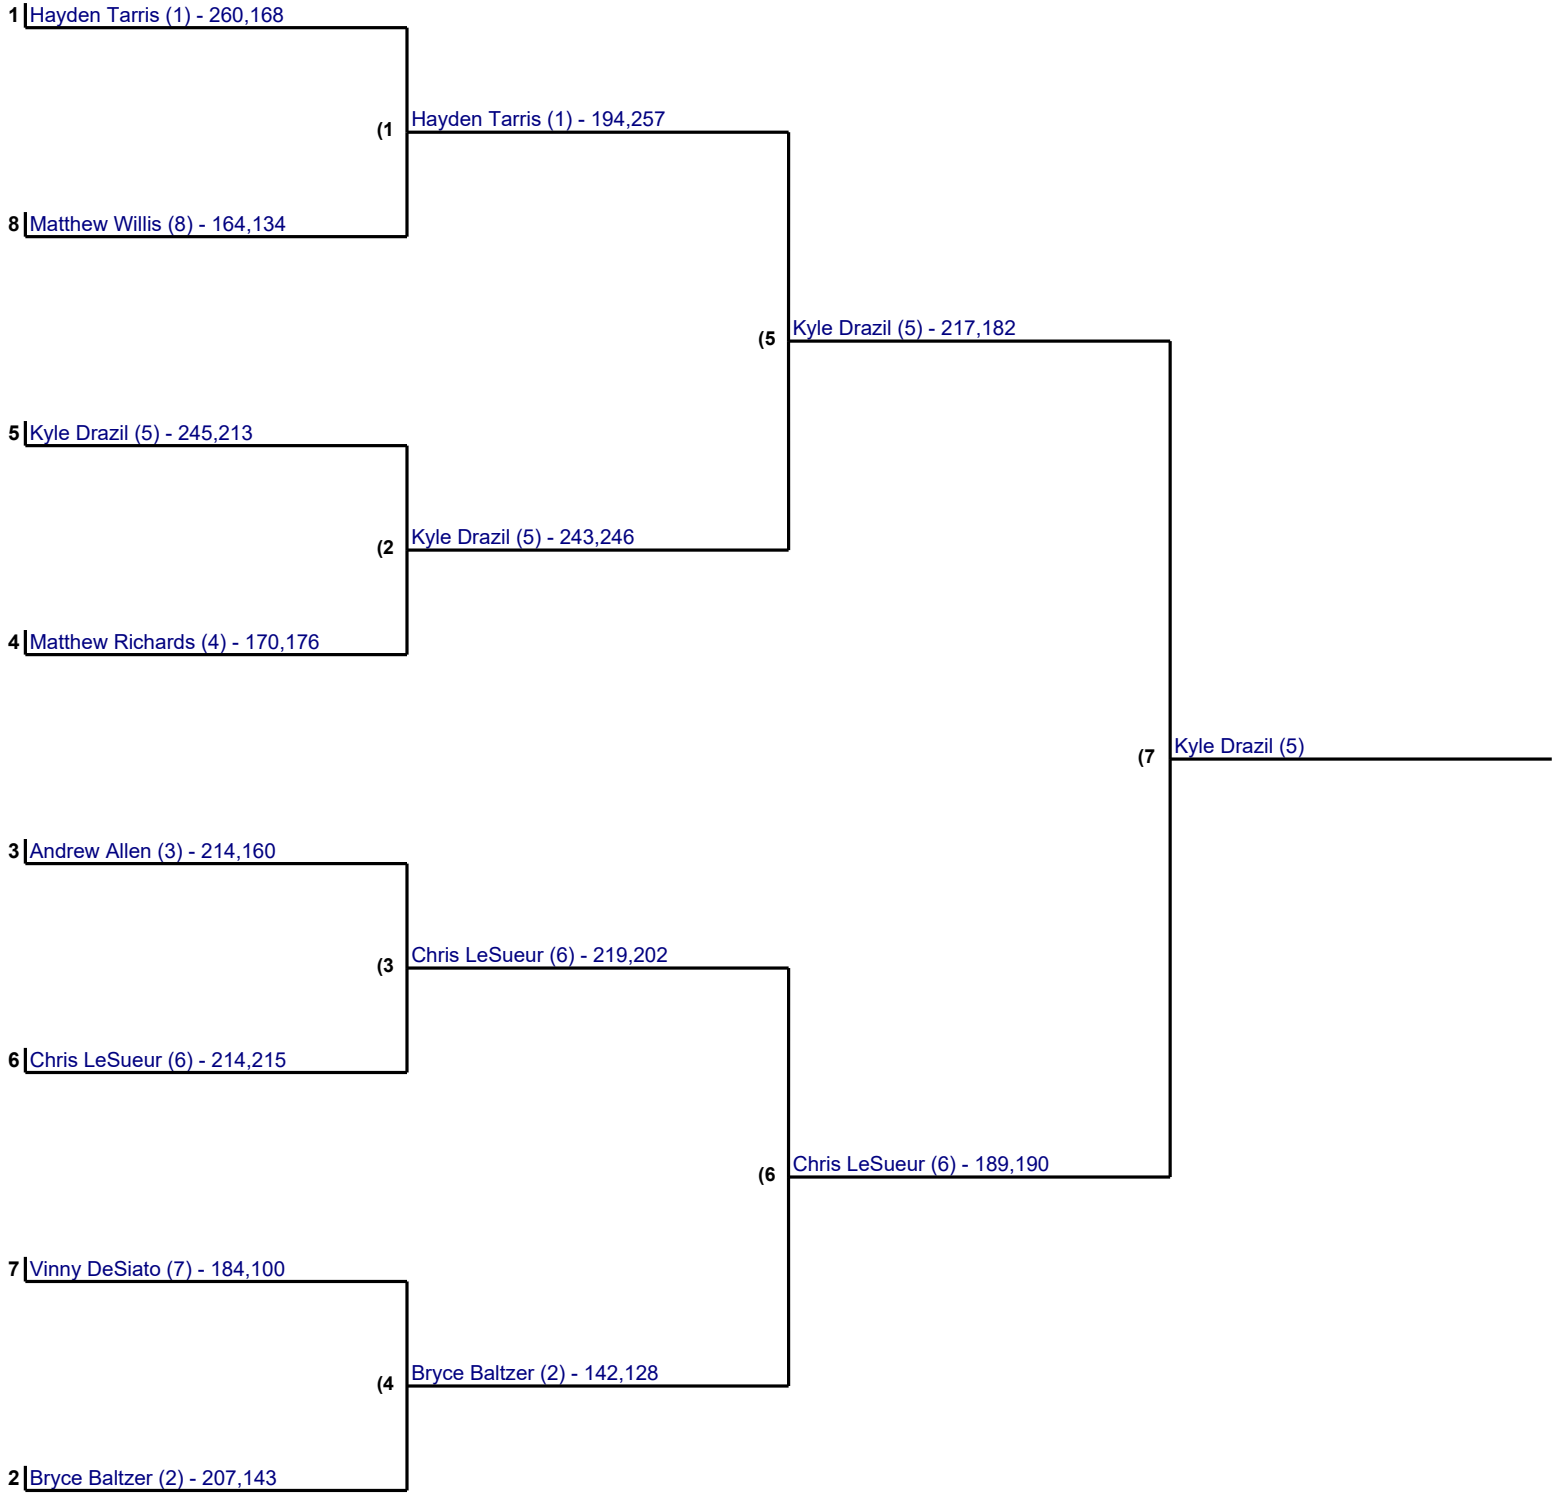 1 Hayden Tarris (1) - 260,168
(1 Hayden Tarris (1) - 194,257
8 Matthew Willis (8) - 164,134
(5 Kyle Drazil (5) - 217,182
5 Kyle Drazil (5) - 245,213
(2 Kyle Drazil (5) - 243,246
4 Matthew Richards (4) - 170,176
(7 Kyle Drazil (5)
3 Andrew Allen (3) - 214,160
(3 Chris LeSueur (6) - 219,202
6 Chris LeSueur (6) - 214,215
(6 Chris LeSueur (6) - 189,190
7 Vinny DeSiato (7) - 184,100
(4 Bryce Baltzer (2) - 142,128
2 Bryce Baltzer (2) - 207,143